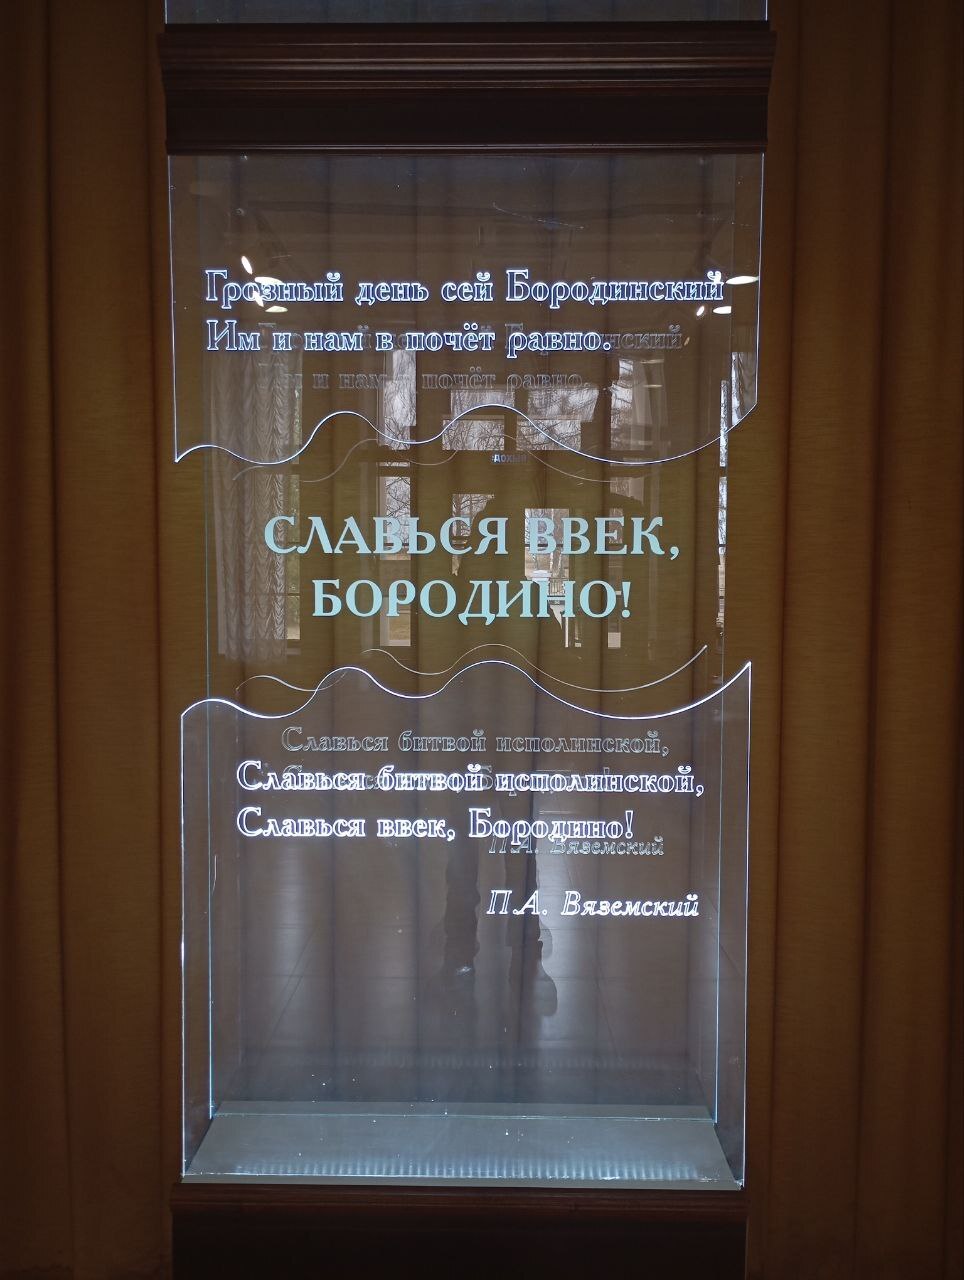 Грозный день сей Бородинский
Им и нам в почёт равно.
СЛАВЬСЯ ВВЕК,
БОРОДИНО!
Славься битвой исполинской,
Славься ввек, Бородино!
П.А. Вяземский